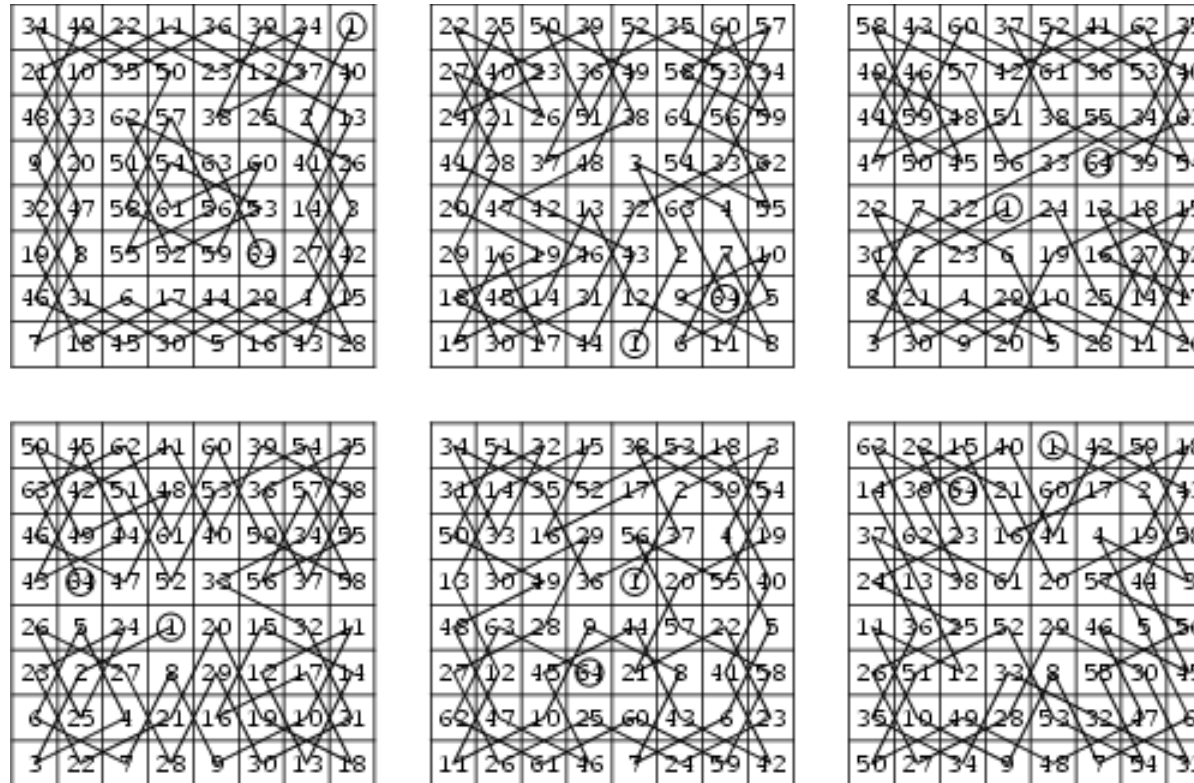 34 49 22 11 36 39 24 1
21 10 35 50 23 12 37 40
48 33 62 57 38 25 2 13
9 20 51 54 63 60 41 26
32 47 58 61 56 53 14 3
19 8 55 52 59 64 27 42
46 31 6 17 44 29 4 15
7 18 45 30 5 16 43 28
22 25 50 39 52 35 60 57
27 40 23 36 49 58 53 34
24 21 26 51 38 61 56 59
41 28 37 48 3 54 33 62
20 47 42 13 32 63 4 55
29 16 19 46 43 2 7 10
18 45 14 31 12 9 64 5
15 30 17 44 1 6 11 8
58 43 60 37 52 41 62
49 46 57 42 61 36 53
44 59 48 51 38 55 34
47 50 45 56 33 64 39
22 7 32 1 24 13 18
31 2 23 6 19 16 27
8 21 4 29 10 25 14
3 30 9 20 5 28 11
50 45 62 41 60 39 54 35
63 42 51 48 53 36 57 38
46 49 44 61 40 59 34 55
43 64 47 52 33 56 37 58
26 5 24 1 20 15 32 11
23 2 27 8 29 12 17 14
6 25 4 21 16 19 10 31
3 22 7 28 9 30 13 18
34 51 32 15 38 53 18 3
31 14 35 52 17 2 39 54
50 33 16 29 56 37 4 19
13 30 49 36 1 20 55 40
48 63 28 9 44 57 22 5
27 12 45 64 21 8 41 58
62 47 10 25 60 43 6 23
11 26 61 46 7 24 59 42
63 22 15 40 1 42 59
14 39 64 21 60 17 2
37 62 23 16 41 4 19
24 13 38 61 20 57 44
11 36 25 52 29 46 5
26 51 12 33 8 55 30
35 10 49 28 53 32 47
50 27 34 9 48 7 54